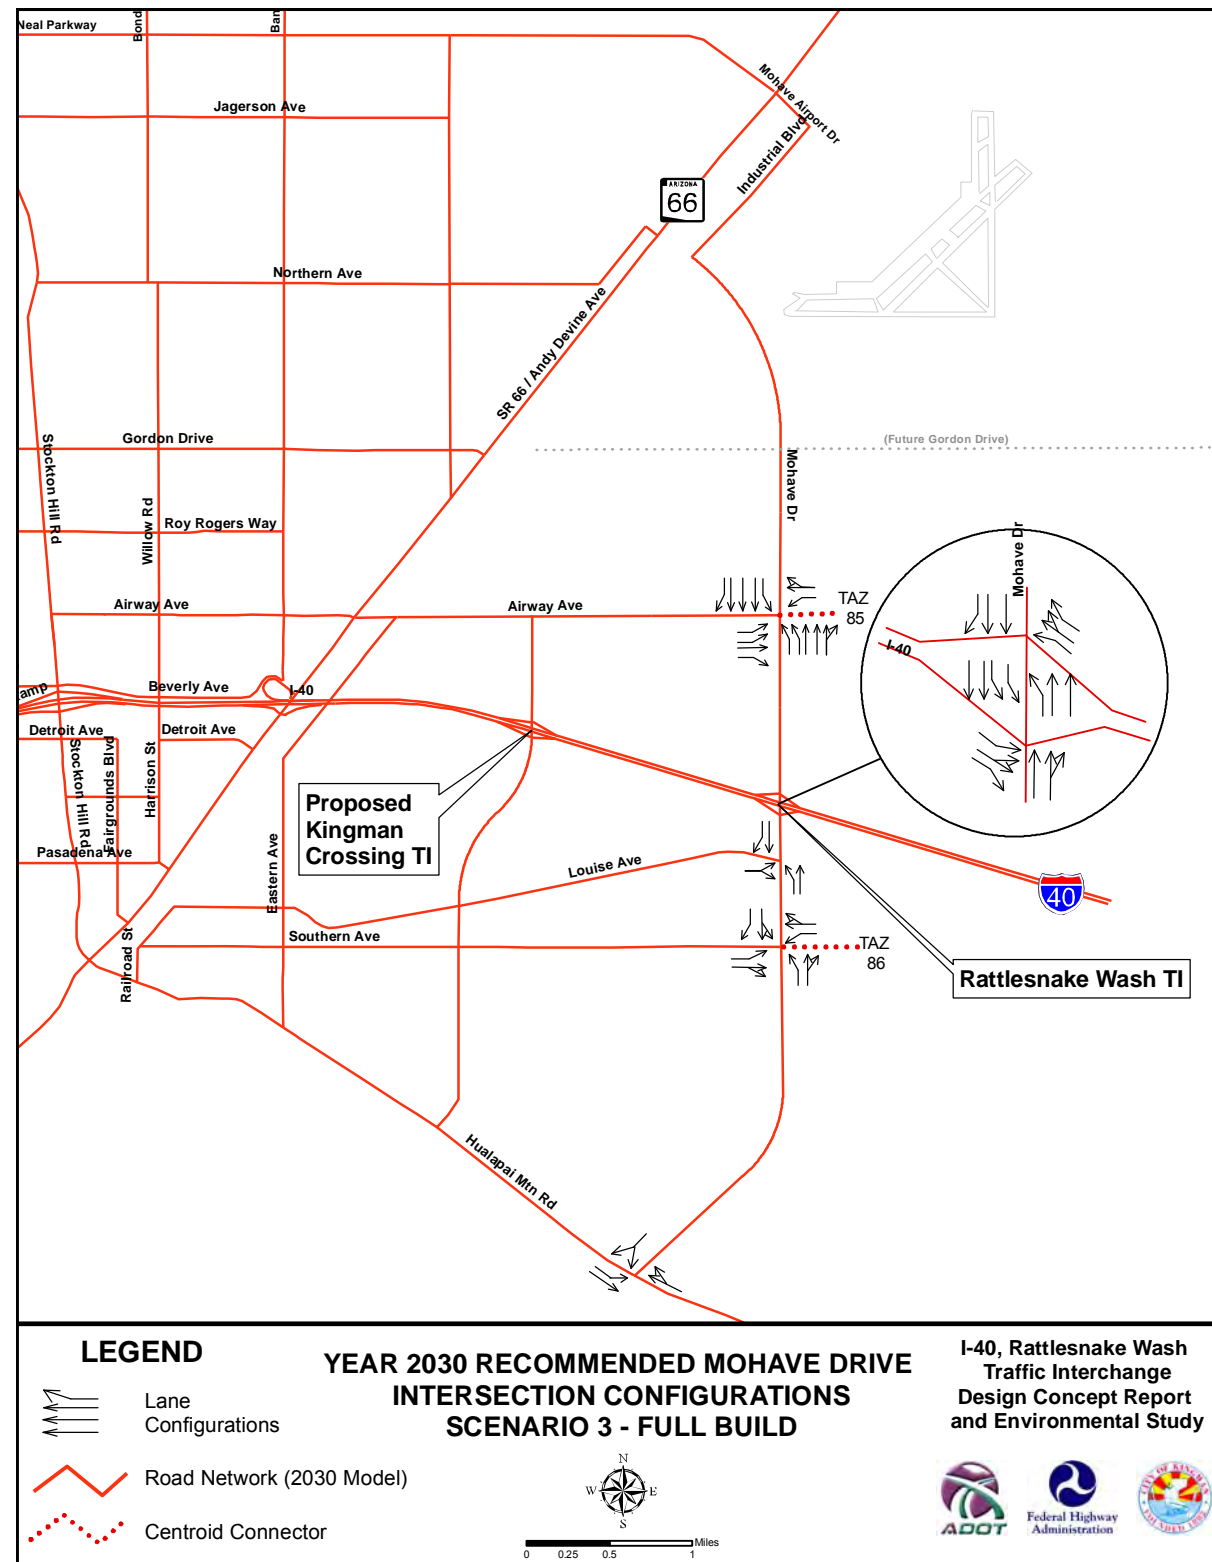 Neal Parkway
Bond
Ban
Mohave Airport Dr
Jagerson Ave
Industrial Blvd
ARIZONA
66
Northern Ave
SR 66 / Andy Devine Ave
Gordon Drive
(Future Gordon Drive)
Stockton Hill Rd
Mohave Dr
Willow Rd
Roy Rogers Way
Mohave Dr
Airway Ave
Airway Ave
TAZ
85
I-40
Beverly Ave
I-40
amp
Detroit Ave
Detroit Ave
Stockton Hill Rd
Fairgrounds Blvd
Harrison St
Proposed
Kingman
Crossing TI
Pasadena Ave
Eastern Ave
Louise Ave
40
Southern Ave
TAZ
86
Railroad St
Rattlesnake Wash TI
Hualapai Mtn Rd
LEGEND
Lane
Configurations
Road Network (2030 Model)
Centroid Connector
YEAR 2030 RECOMMENDED MOHAVE DRIVE
INTERSECTION CONFIGURATIONS
SCENARIO 3 - FULL BUILD
N
W
E
S
Miles
0 0.25 0.5 1
I-40, Rattlesnake Wash
Traffic Interchange
Design Concept Report
and Environmental Study
ADOT
Federal Highway
Administration
CITY OF KINGMAN
FOUNDED 1882